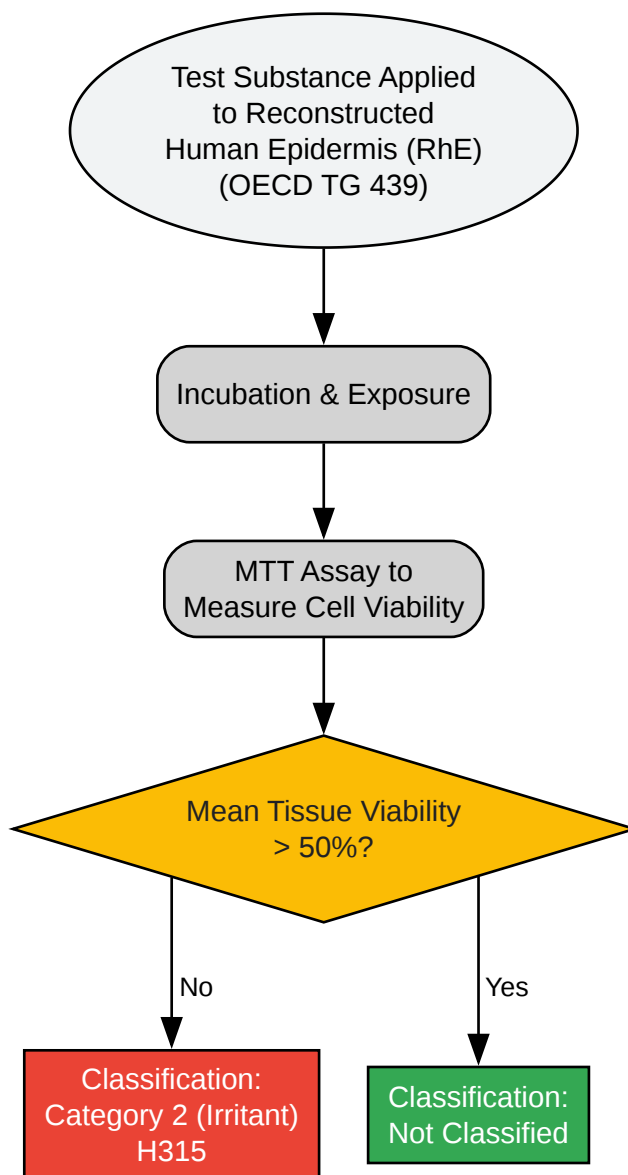 Test Substance Applied
to Reconstructed
Human Epidermis (RhE)
(OECD TG 439)
Incubation & Exposure
MTT Assay to
Measure Cell Viability
Mean Tissue Viability
> 50%?
No
Yes
Classification:
Category 2 (Irritant)
H315
Classification:
Not Classified